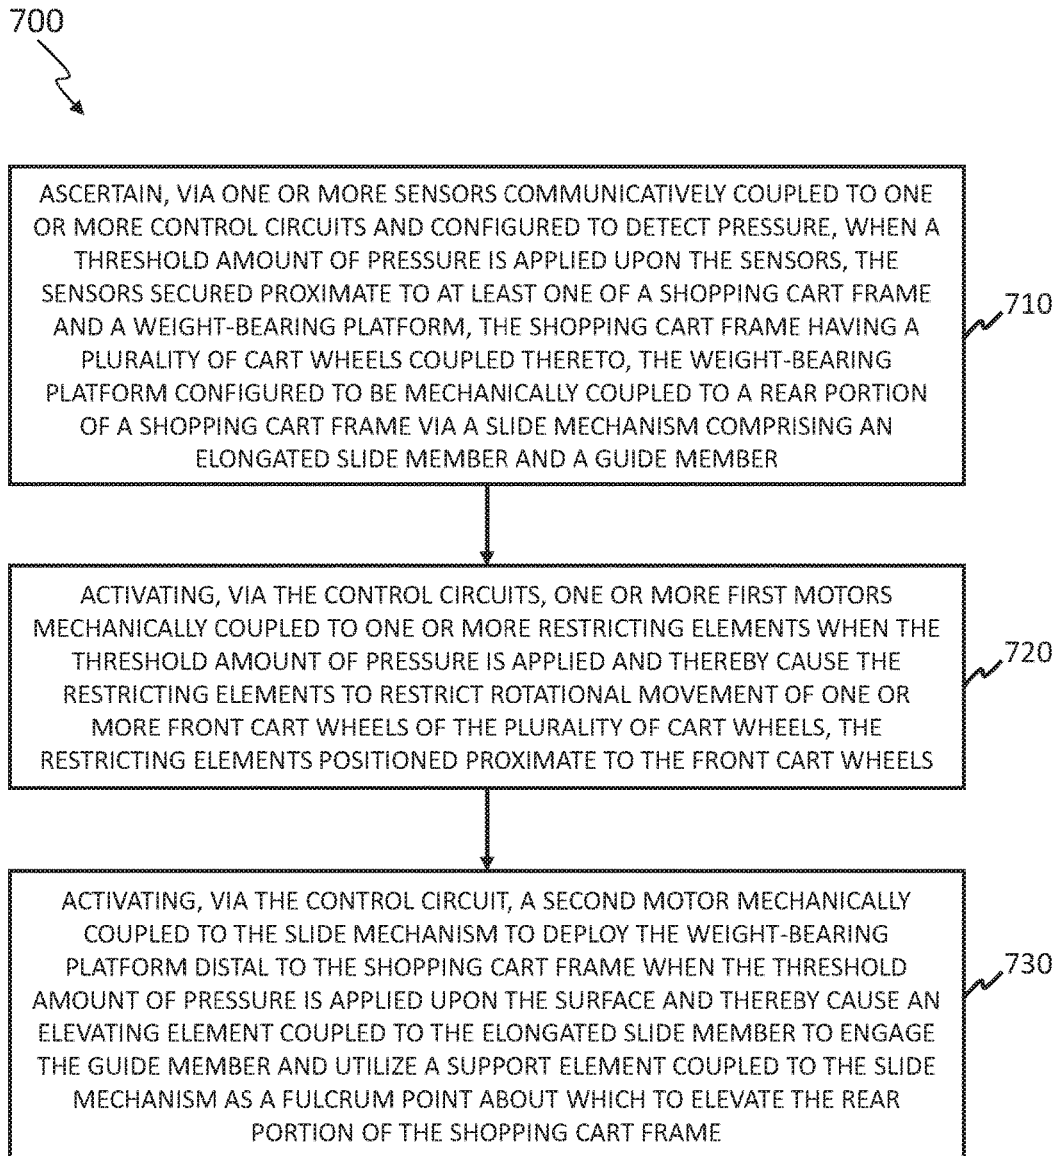 700
ASCERTAIN, VIA ONE OR MORE SENSORS COMMUNICATIVELY COUPLED TO ONE
OR MORE CONTROL CIRCUITS AND CONFIGURED TO DETECT PRESSURE, WHEN A
THRESHOLD AMOUNT OF PRESSURE IS APPLIED UPON THE SENSORS, THE
SENSORS SECURED PROXIMATE TO AT LEAST ONE OF A SHOPPING CART FRAME
AND A WEIGHT-BEARING PLATFORM, THE SHOPPING CART FRAME HAVING A
PLURALITY OF CART WHEELS COUPLED THERETO, THE WEIGHT-BEARING
PLATFORM CONFIGURED TO BE MECHANICALLY COUPLED TO A REAR PORTION
OF A SHOPPING CART FRAME VIA A SLIDE MECHANISM COMPRISING AN
ELONGATED SLIDE MEMBER AND A GUIDE MEMBER
710
ACTIVATING, VIA THE CONTROL CIRCUITS, ONE OR MORE FIRST MOTORS
MECHANICALLY COUPLED TO ONE OR MORE RESTRICTING ELEMENTS WHEN THE
THRESHOLD AMOUNT OF PRESSURE IS APPLIED AND THEREBY CAUSE THE
RESTRICTING ELEMENTS TO RESTRICT ROTATIONAL MOVEMENT OF ONE OR
MORE FRONT CART WHEELS OF THE PLURALITY OF CART WHEELS, THE
RESTRICTING ELEMENTS POSITIONED PROXIMATE TO THE FRONT CART WHEELS
720
ACTIVATING, VIA THE CONTROL CIRCUIT, A SECOND MOTOR MECHANICALLY
COUPLED TO THE SLIDE MECHANISM TO DEPLOY THE WEIGHT-BEARING
PLATFORM DISTAL TO THE SHOPPING CART FRAME WHEN THE THRESHOLD
AMOUNT OF PRESSURE IS APPLIED UPON THE SURFACE AND THEREBY CAUSE AN
ELEVATING ELEMENT COUPLED TO THE ELONGATED SLIDE MEMBER TO ENGAGE
THE GUIDE MEMBER AND UTILIZE A SUPPORT ELEMENT COUPLED TO THE SLIDE
MECHANISM AS A FULCRUM POINT ABOUT WHICH TO ELEVATE THE REAR
PORTION OF THE SHOPPING CART FRAME
730